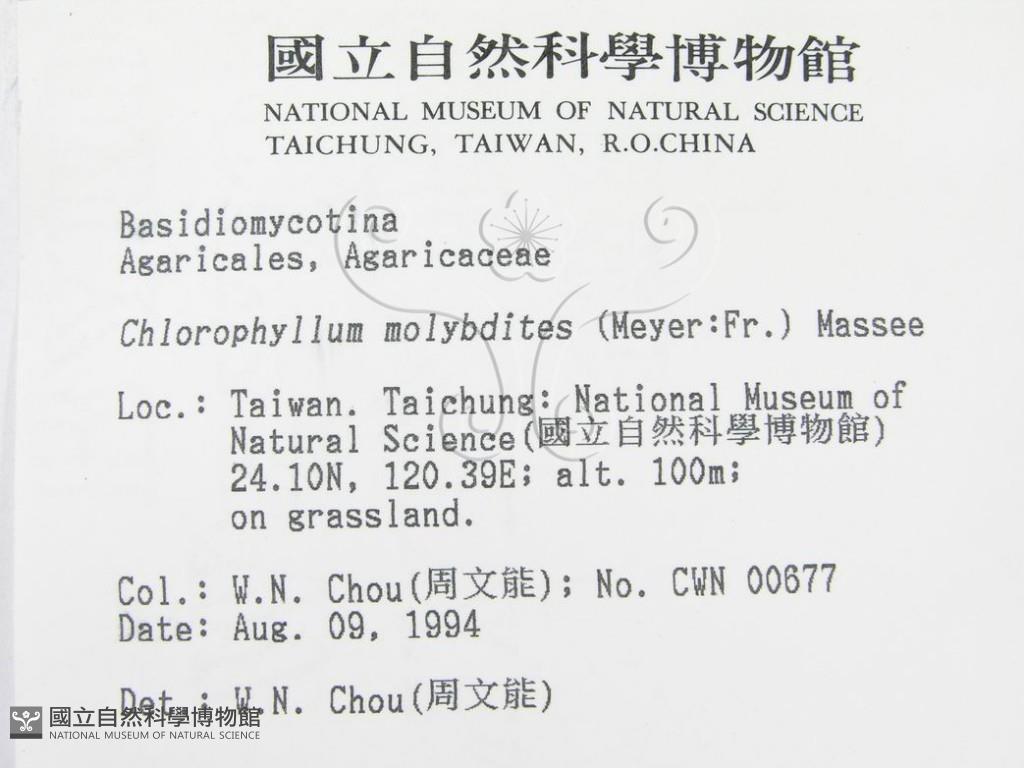 國立自然科學博物館
NATIONAL MUSEUM OF NATURAL SCIENCE
TAICHUNG, TAIWAN, R.O.CHINA
Basidiomycotina
Agaricales, Agaricaceae
Chlorophyllum molybdites (Meyer:Fr.) Massee
Loc.: Taiwan. Taichung: National Museum of
Natural Science(國立自然科學博物館)
24.10N, 120.39E; alt. 100m;
on grassland.
Col.: W.N. Chou(周文能); No. CWN 00677
Date: Aug. 09, 1994
Det.: W.N. Chou(周文能)
國立自然科學博物館
NATIONAL MUSEUM OF NATURAL SCIENCE